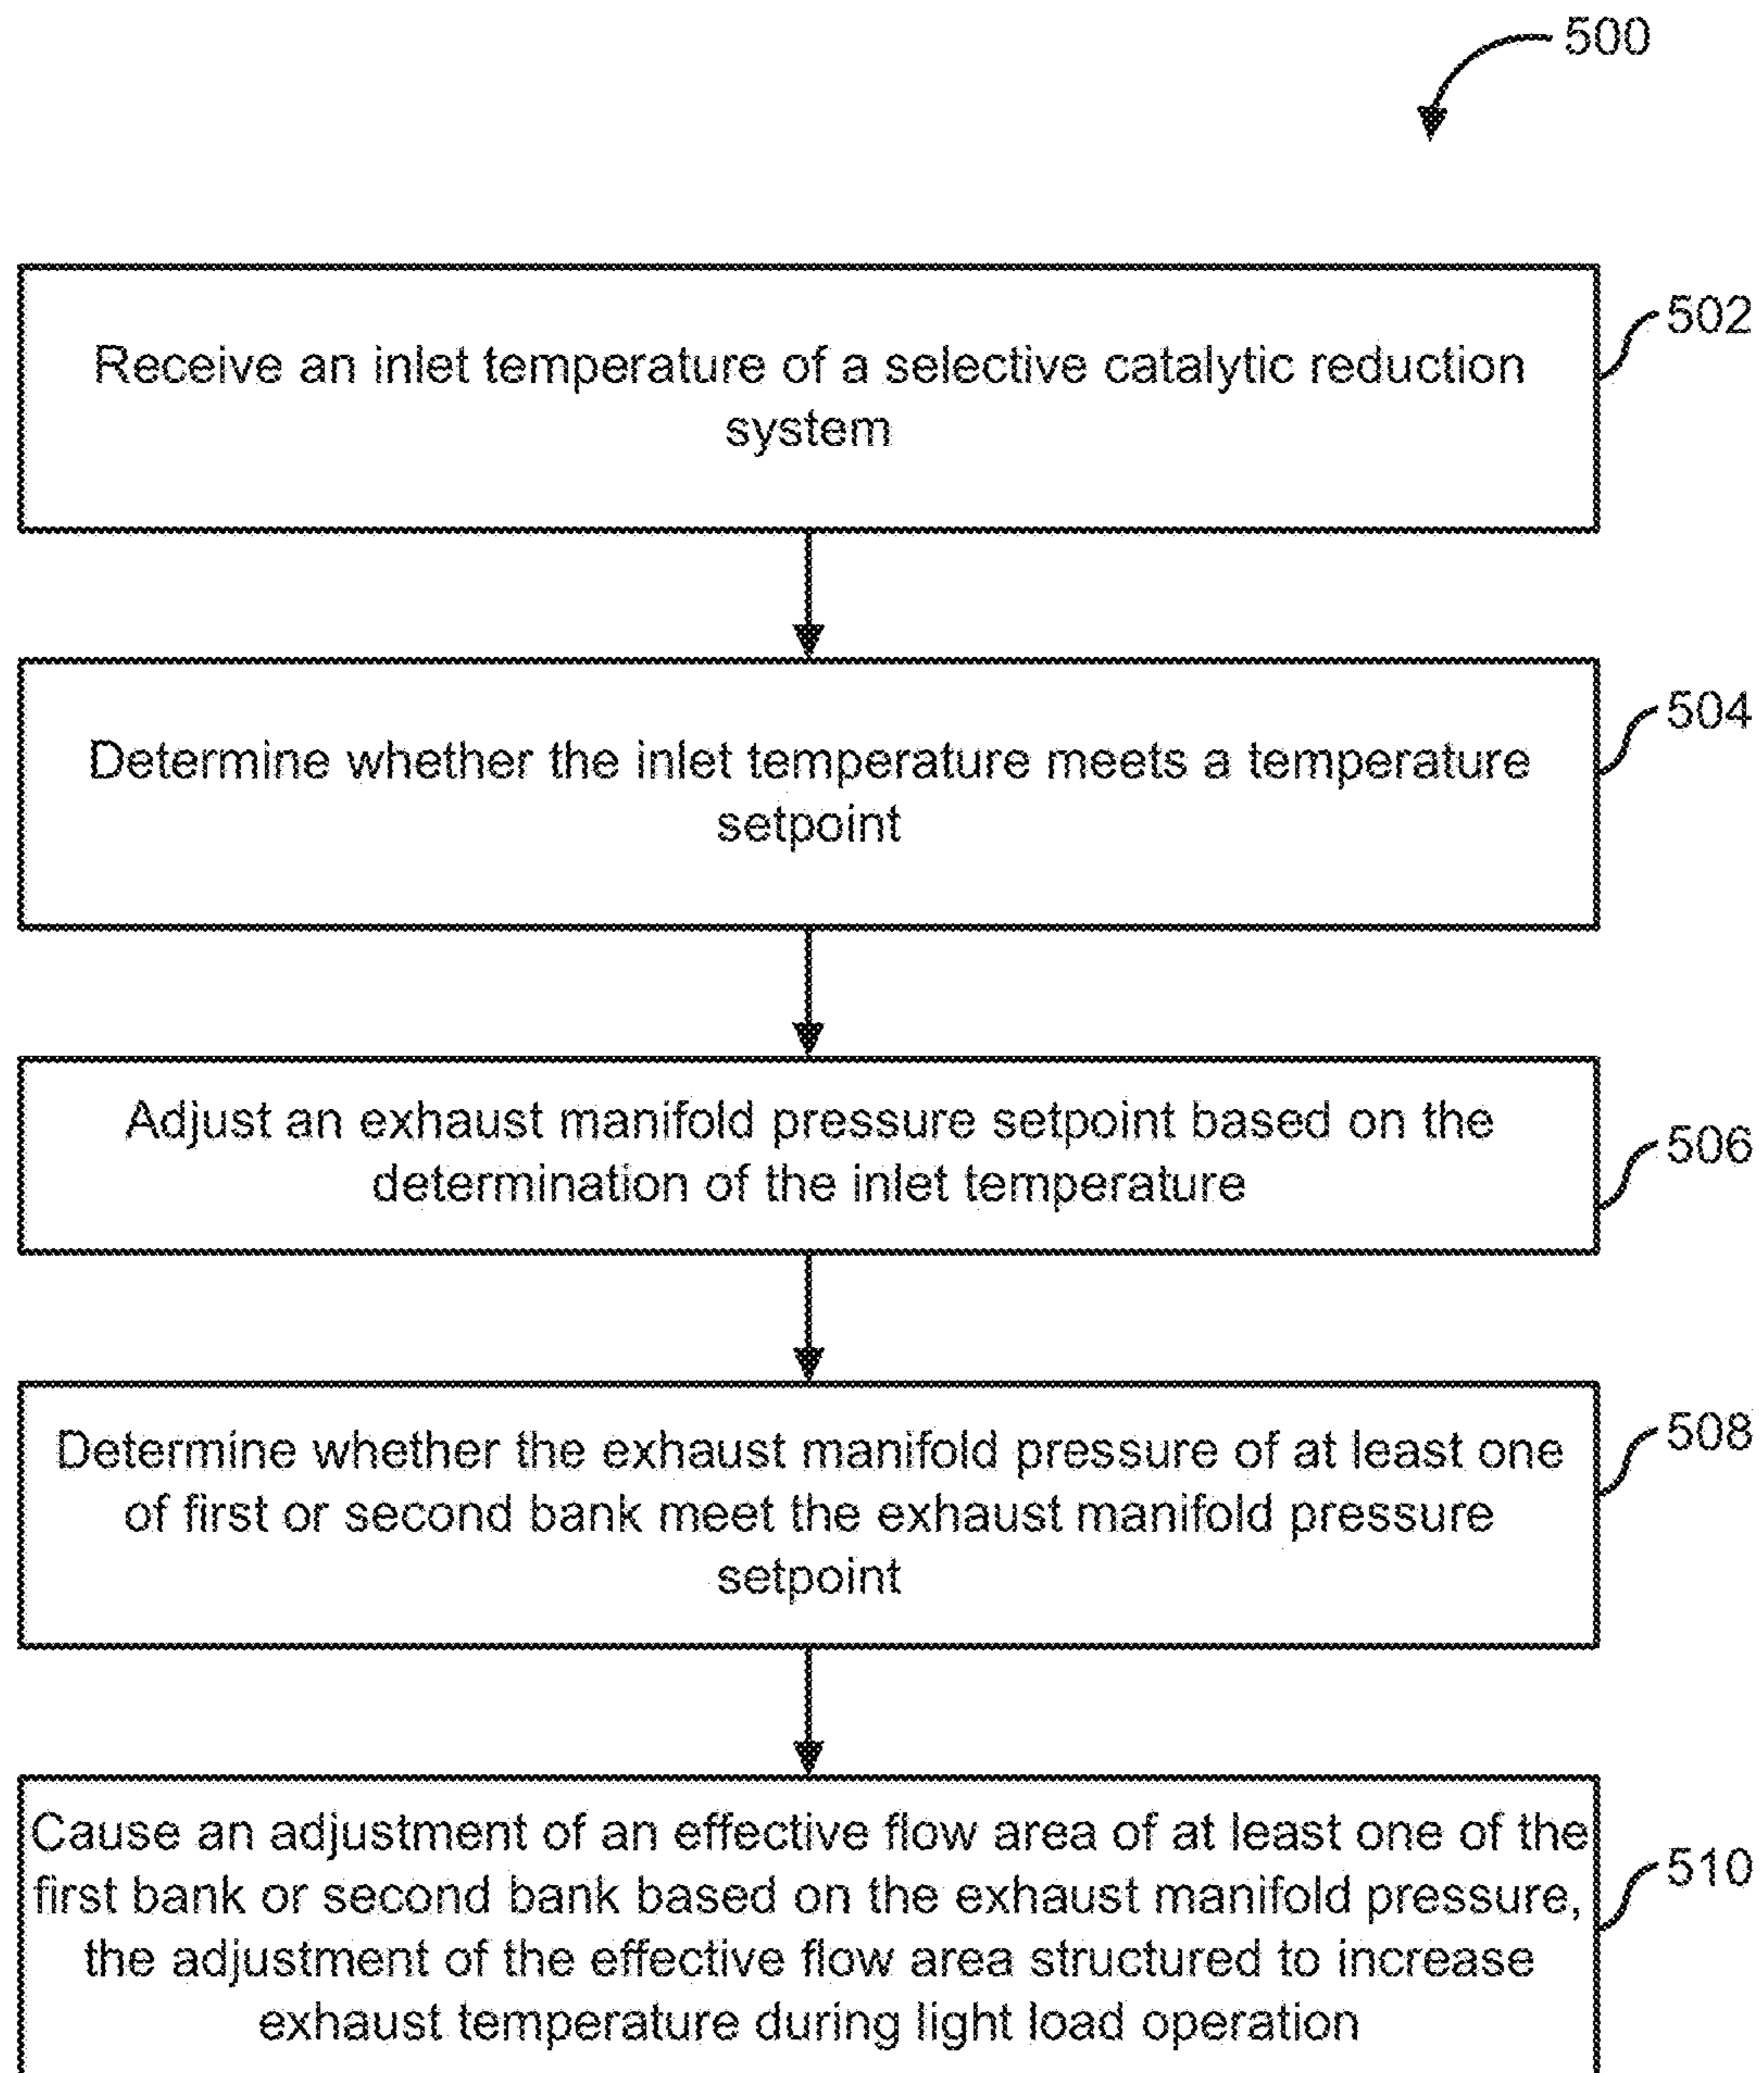 500
Receive an inlet temperature of a selective catalytic reduction
system
502
Determine whether the inlet temperature meets a temperature
setpoint
504
Adjust an exhaust manifold pressure setpoint based on the
determination of the inlet temperature
506
Determine whether the exhaust manifold pressure of at least one
of first or second bank meet the exhaust manifold pressure
setpoint
508
Cause an adjustment of an effective flow area of at least one of the
first bank or second bank based on the exhaust manifold pressure,
the adjustment of the effective flow area structured to increase
exhaust temperature during light load operation
510